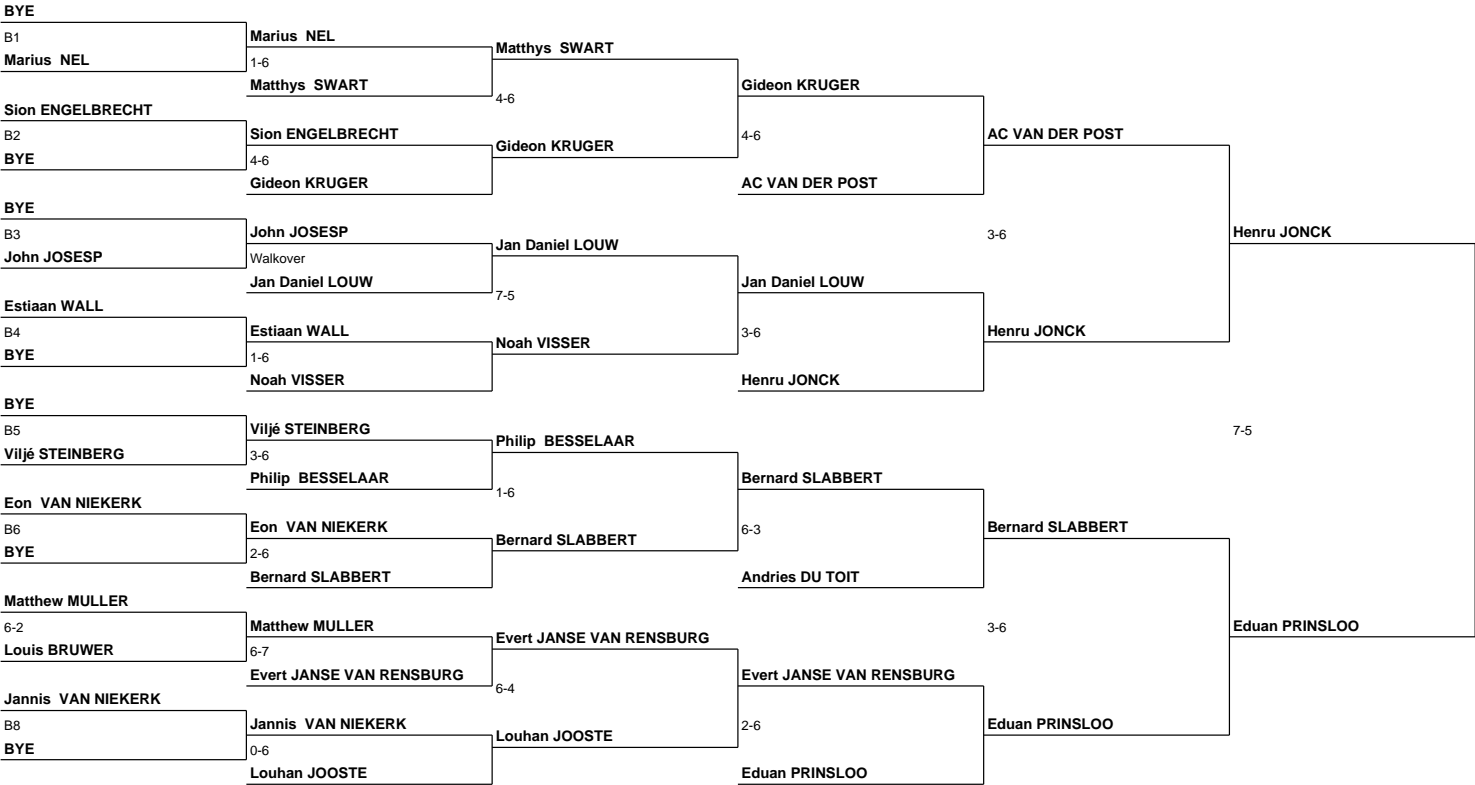 BYE
B1
Marius  NEL
Sion ENGELBRECHT
B2
BYE
BYE
B3
John JOSESP
Estiaan WALL
B4
BYE
BYE
B5
Viljé STEINBERG
Eon  VAN NIEKERK
B6
BYE
Matthew MULLER
6-2
Louis BRUWER
Jannis  VAN NIEKERK
B8
BYE
Marius  NEL
1-6
Matthys  SWART
Sion ENGELBRECHT
4-6
Gideon KRUGER
John JOSESP
Walkover
Jan Daniel LOUW
Estiaan WALL
1-6
Noah VISSER
Viljé STEINBERG
3-6
Philip  BESSELAAR
Eon  VAN NIEKERK
2-6
Bernard SLABBERT
Matthew MULLER
6-7
Evert JANSE VAN RENSBURG
Jannis  VAN NIEKERK
0-6
Louhan JOOSTE
Matthys  SWART
4-6
Gideon KRUGER
Jan Daniel LOUW
7-5
Noah VISSER
Philip  BESSELAAR
1-6
Bernard SLABBERT
Evert JANSE VAN RENSBURG
6-4
Louhan JOOSTE
Gideon KRUGER
4-6
AC VAN DER POST
Jan Daniel LOUW
3-6
Henru JONCK
Bernard SLABBERT
6-3
Andries DU TOIT
Evert JANSE VAN RENSBURG
2-6
Eduan PRINSLOO
AC VAN DER POST
3-6
Henru JONCK
Bernard SLABBERT
3-6
Eduan PRINSLOO
Henru JONCK
7-5
Eduan PRINSLOO